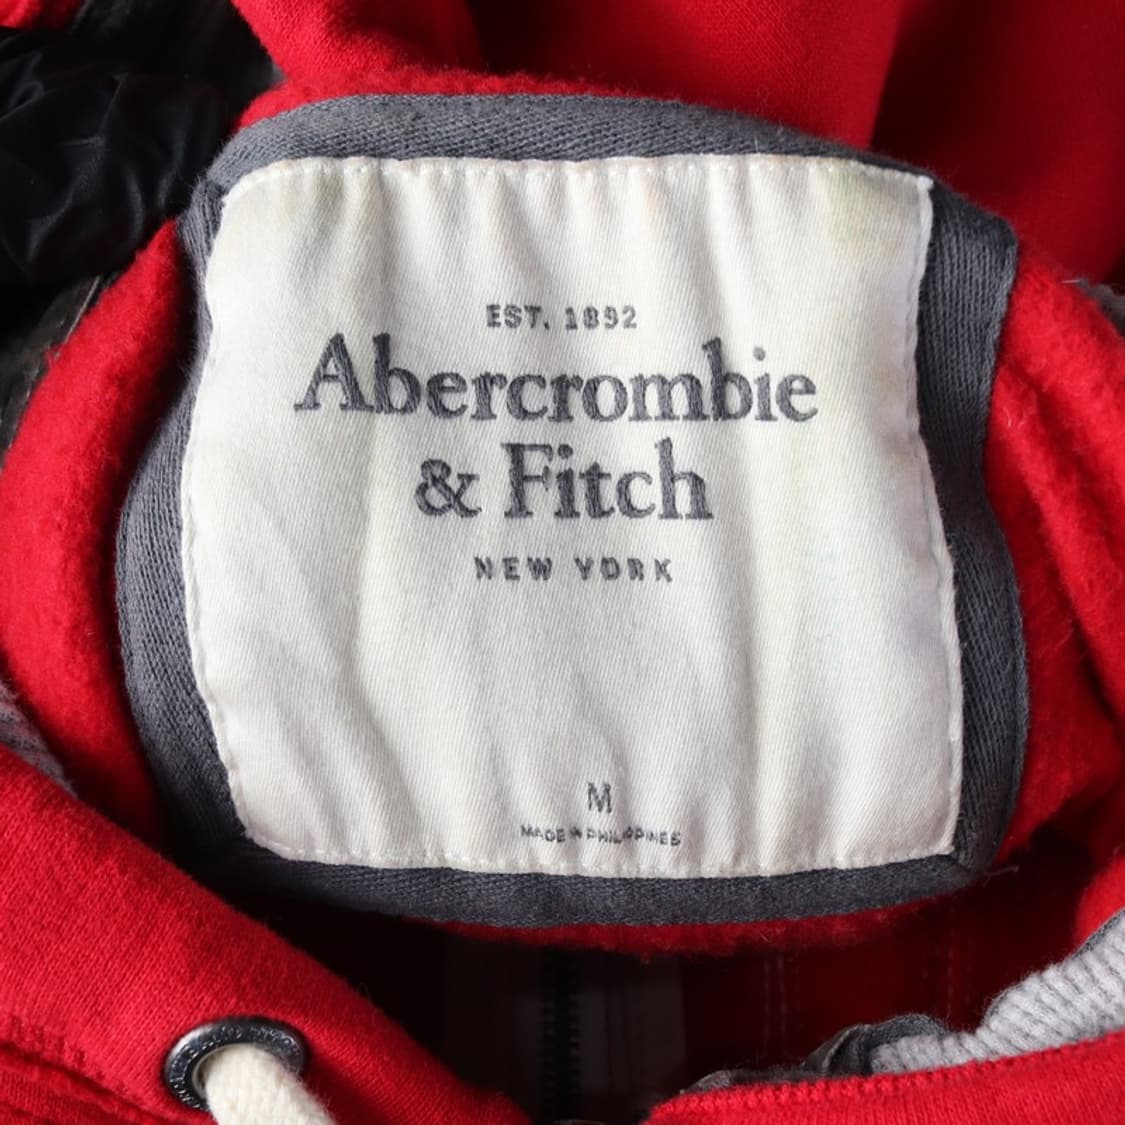 EST. 1892
Abercrombie
& Fitch
NEW YORK
M
MADE IN PHILIPPINES